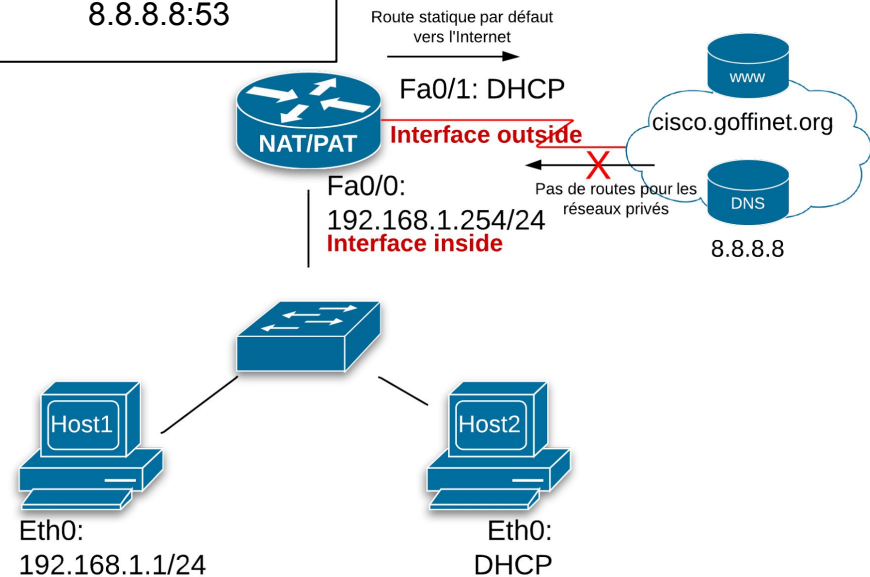 8.8.8.8:53
Route statique par défaut
vers l'Internet
Fa0/1: DHCP
www
NAT/PAT
Interface outside
cisco.goffinet.org
Pas de routes pour les
réseaux privés
DNS
8.8.8.8
Fa0/0:
192.168.1.254/24
Interface inside
Host1
Host2
Eth0:
192.168.1.1/24
Eth0:
DHCP